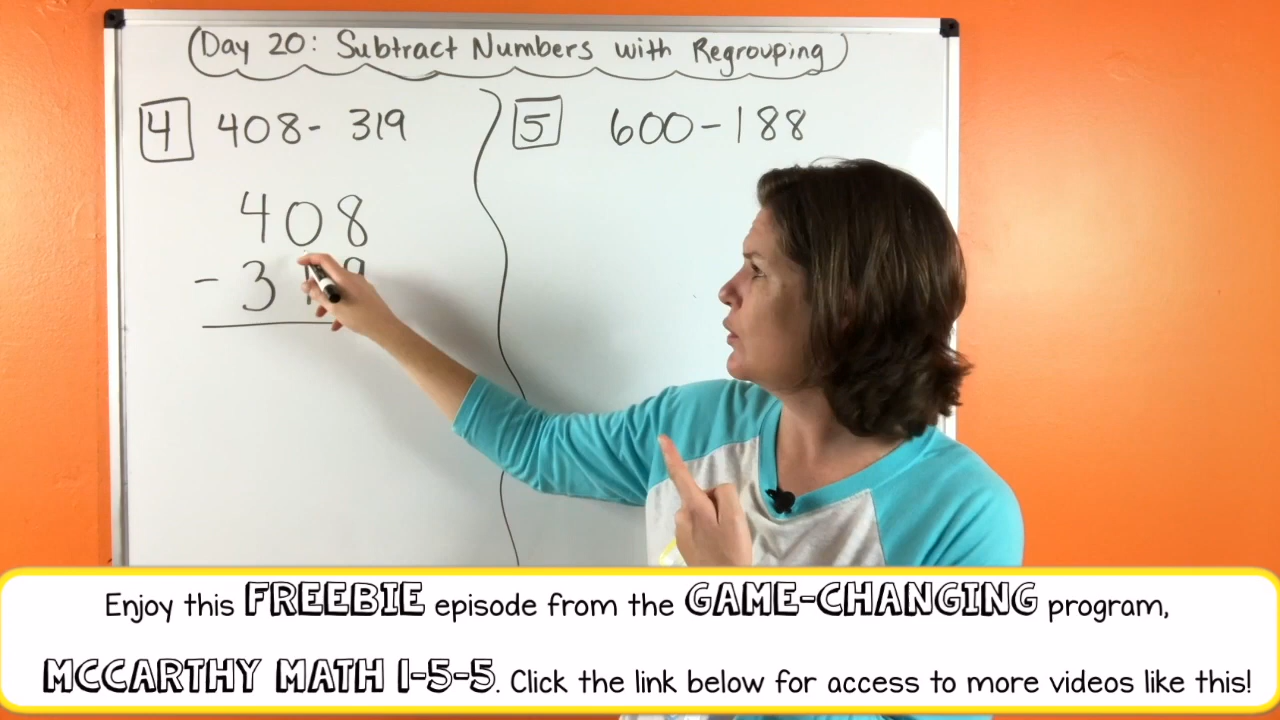 Day 20: Subtract Numbers with Regrouping
4 408- 319
5 600-188
408
- 3
Enjoy this FREEBIE episode from the GAME-CHANGING program,
MCCARTHY MATH 1-5-5. Click the link below for access to more videos like this!